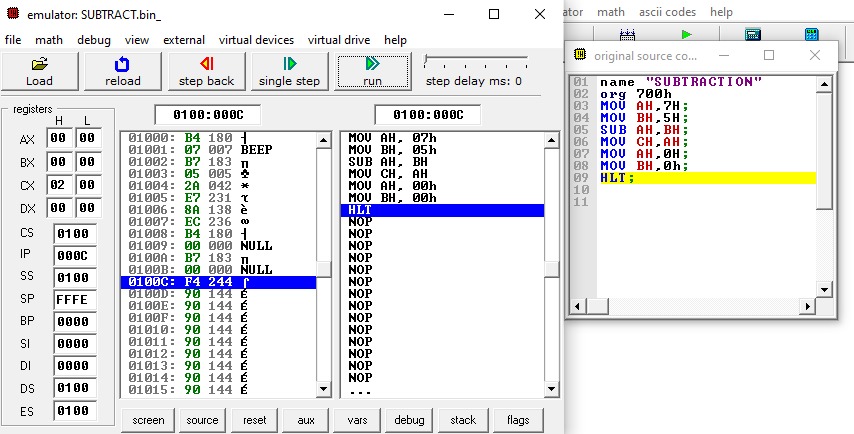 emulator: SUBTRACT.bin_
file math debug view external virtual devices virtual drive help
Load reload step back single step run step delay ms: 0
registers
H L
AX 00 00
BX 00 00
CX 02 00
DX 00 00
CS 0100
IP 000C
SS 0100
SP FFFE
BP 0000
SI 0000
DI 0000
DS 0100
ES 0100
0100:000C
01000: B4 180 ┤
01001: 07 007 BEEP
01002: B7 183 ╖
01003: 05 005 ♣
01004: 2A 042 *
01005: E7 231 τ
01006: 8A 138 è
01007: EC 236 ∞
01008: B4 180 ┤
01009: 00 000 NULL
0100A: B7 183 ╖
0100B: 00 000 NULL
0100C: F4 244 ⌠
0100D: 90 144 É
0100E: 90 144 É
0100F: 90 144 É
01010: 90 144 É
01011: 90 144 É
01012: 90 144 É
01013: 90 144 É
01014: 90 144 É
01015: 90 144 É
0100:000C
MOV AH, 07h
MOV BH, 05h
SUB AH, BH
MOV CH, AH
MOV AH, 00h
MOV BH, 00h
HLT
NOP
NOP
NOP
NOP
NOP
NOP
NOP
NOP
NOP
NOP
NOP
NOP
NOP
NOP
...
screen source reset aux vars debug stack flags
ator math ascii codes help
original source co...
01 name "SUBTRACTION"
02 org 700h
03 MOV AH,7H;
04 MOV BH,5H;
05 SUB AH,BH;
06 MOV CH,AH;
07 MOV AH,0H;
08 MOV BH,0h;
09 HLT;
10
11